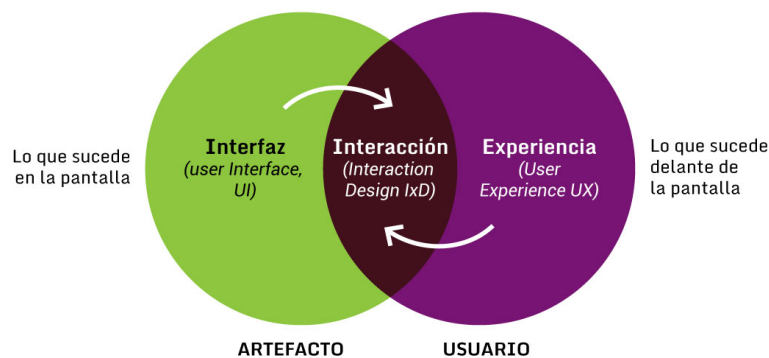 Lo que sucede
en la pantalla
Interfaz
(user Interface,
UI)
Interacción
(Interaction
Design IxD)
Experiencia
(User
Experience UX)
Lo que sucede
delante de
la pantalla
ARTEFACTO
USUARIO